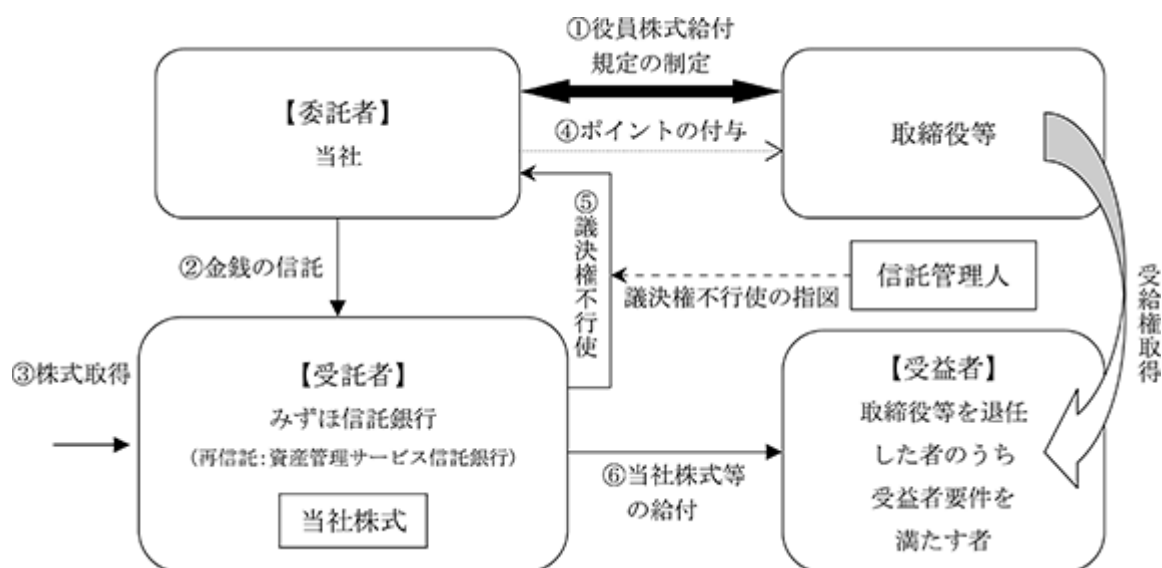 ①役員株式給付
規定の制定
【委託者】
当社
④ポイントの付与
取締役等
②金銭の信託
⑤議決権不行使
議決権不行使の指図
信託管理人
受給権取得
③株式取得
【受託者】
みずほ信託銀行
(再信託:資産管理サービス信託銀行)
当社株式
⑥当社株式等
の給付
【受益者】
取締役等を退任
した者のうち
受益者要件を
満たす者